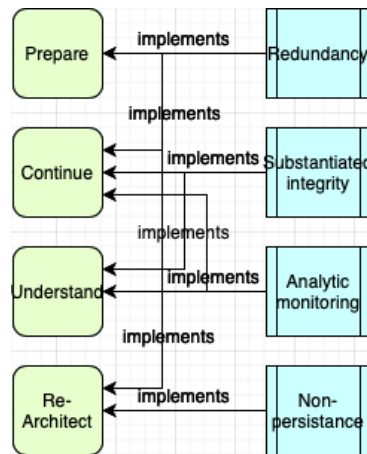 implements
Prepare
Redundancy
implements
Continue
implements
Substantiated
integrity
implements
Understand
implements
Analytic
monitoring
implements
Re-
Architect
implements
Non-
persistance